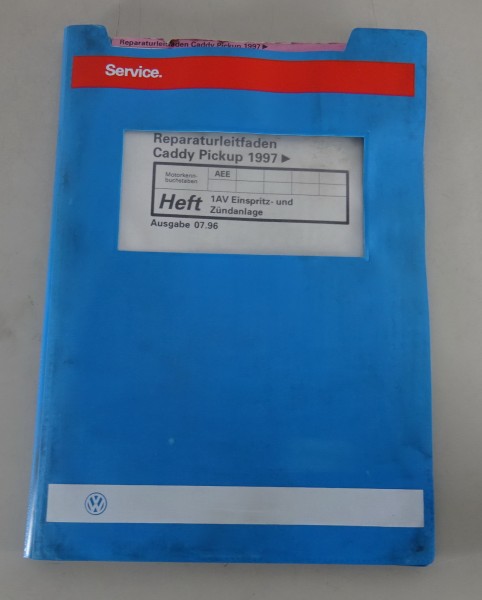 Reparaturleitfaden Caddy Pickup 1997 ►
Service.
Reparaturleitfaden
Caddy Pickup 1997 ►
Motorkenn-
buchstaben
AEE
Heft 1AV Einspritz- und
Zündanlage
Ausgabe 07.96